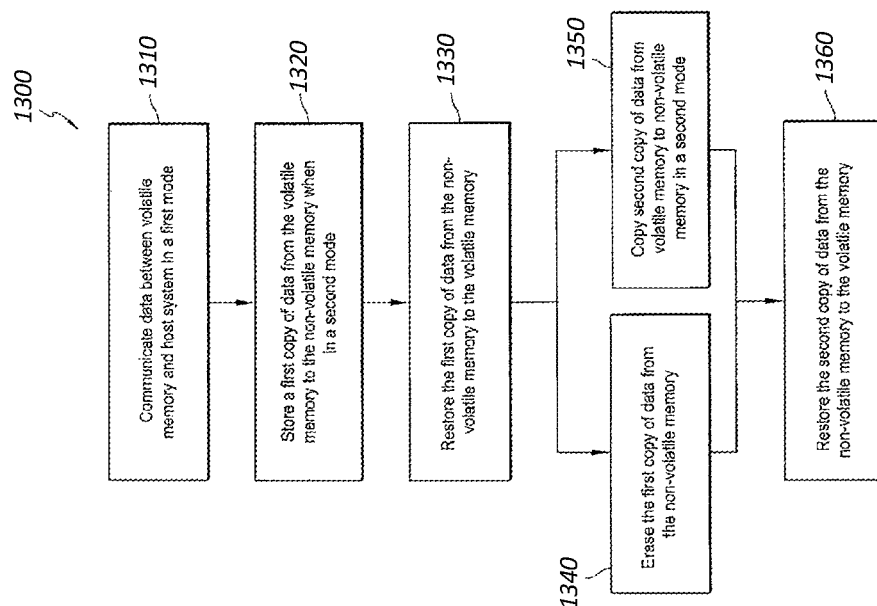 1300
1310
Communicate data between volatile
memory and host system in a first mode
1320
Store a first copy of data from the volatile
memory to the non-volatile memory when
in a second mode
1330
Restore the first copy of data from the non-
volatile memory to the volatile memory
1340
Erase the first copy of data from
the non-volatile memory
1350
Copy second copy of data from
volatile memory to non-volatile
memory in a second mode
1360
Restore the second copy of data from the
non-volatile memory to the volatile memory